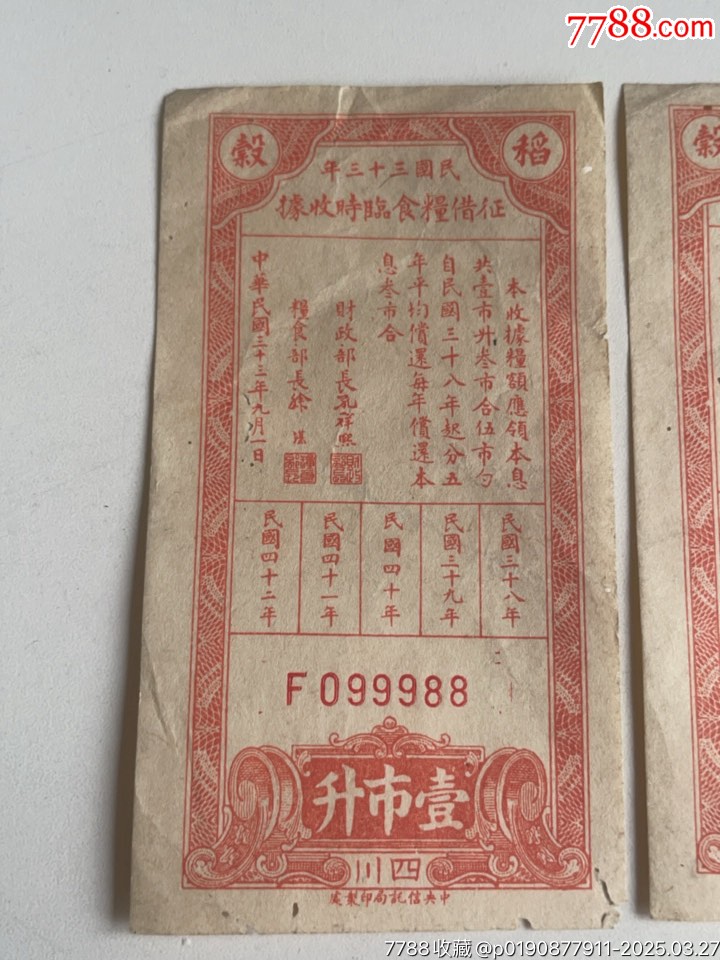 7788.com
稻 穀
民國三十三年
征借糧食臨時收據
本收據糧額應領本息
共壹市升叁市合伍市勺
自民國三十八年起分五
年平均償還每年償還本
息叁市合
財政部長孔祥熙
糧食部長徐堪
中華民國三十三年九月一日
民國三十八年
民國三十九年
民國四十年
民國四十一年
民國四十二年
F099988
壹市升
四川
中央信託局印製處
穀
7788收藏@p0190877911-2025.03.27